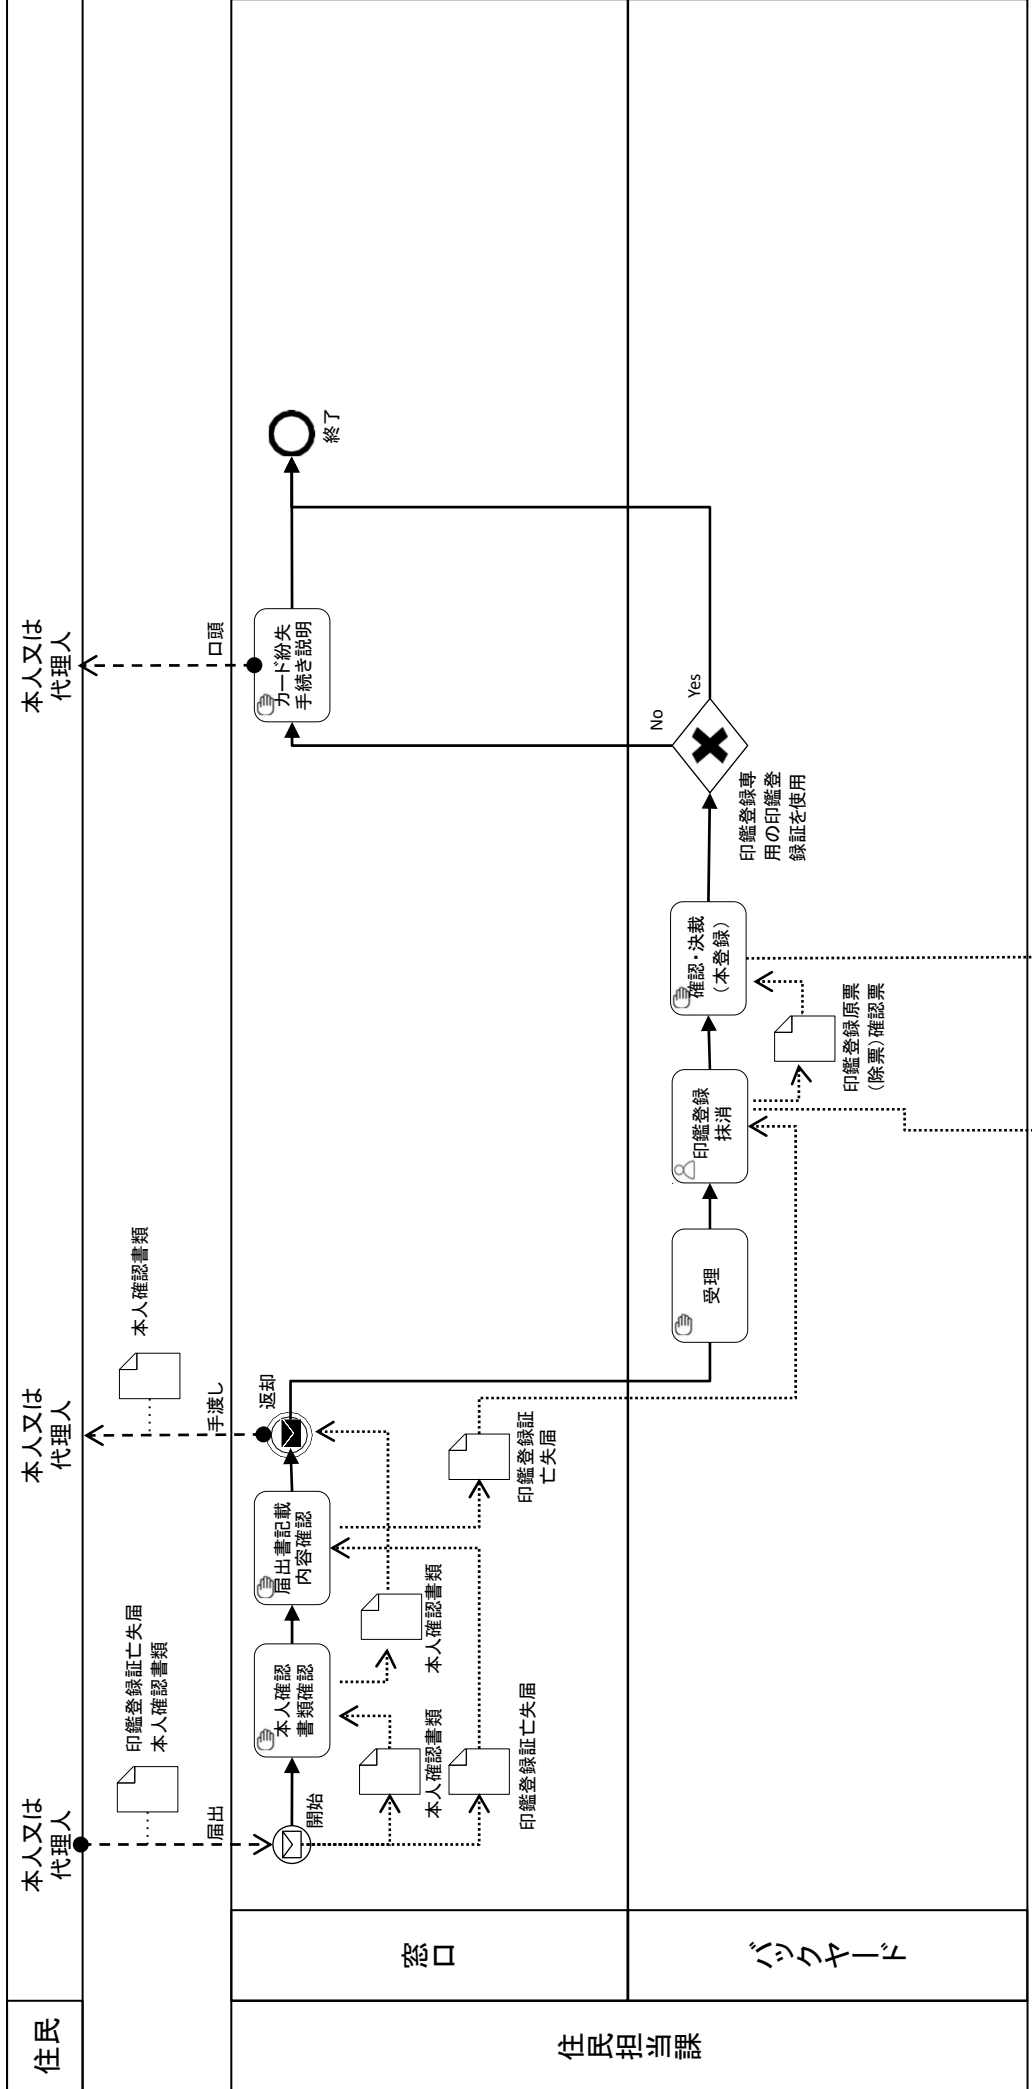 住民
本人又は
代理人
本人又は
代理人
本人又は
代理人
印鑑登録証亡失届
本人確認書類
届出
本人確認書類
手渡し
口頭
住民担当課
窓口
開始
本人確認
書類確認
届出書記載
内容確認
返却
カード紛失
手続き説明
終了
本人確認書類
本人確認書類
印鑑登録証亡失届
印鑑登録証
亡失届
バックヤード
受理
印鑑登録
抹消
確認・決裁
（本登録）
No
Yes
印鑑登録専
用の印鑑登
録証を使用
印鑑登録原票
（除票）確認票